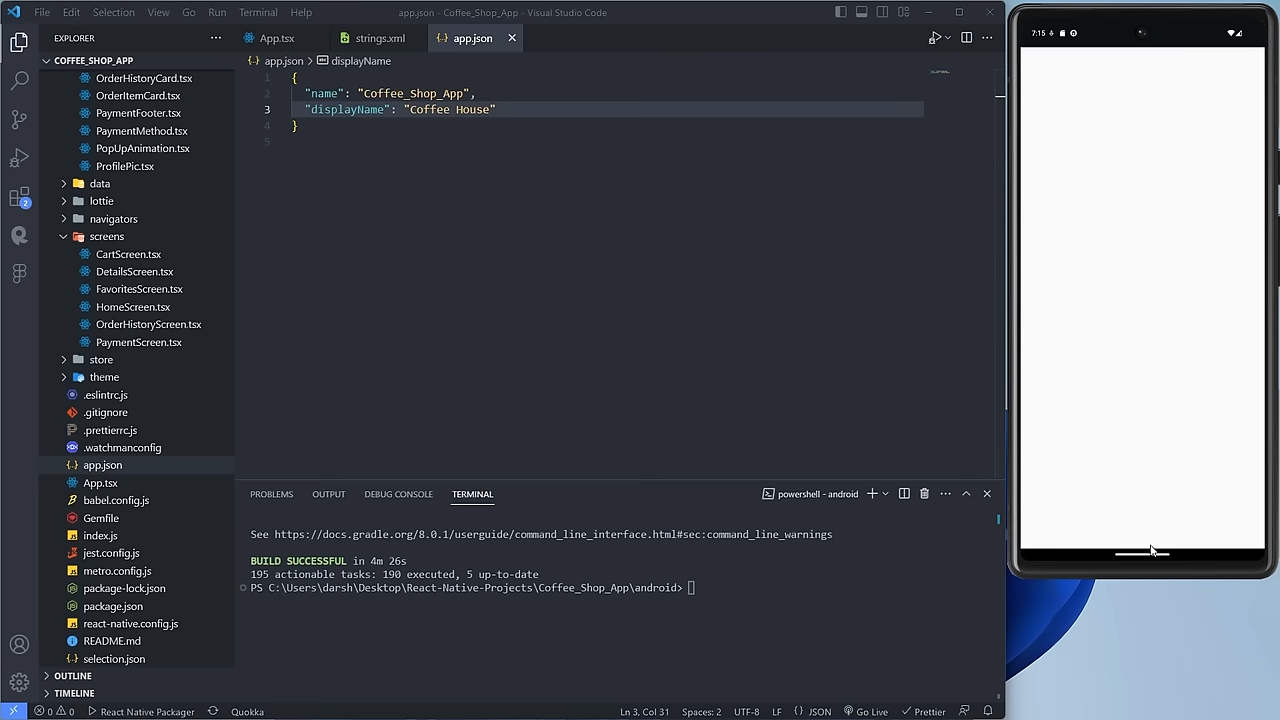 File Edit Selection View Go Run Terminal Help
app.json - Coffee_Shop_App - Visual Studio Code
EXPLORER
COFFEE_SHOP_APP
OrderHistoryCard.tsx
OrderItemCard.tsx
PaymentFooter.tsx
PaymentMethod.tsx
PopUpAnimation.tsx
ProfilePic.tsx
data
lottie
navigators
screens
CartScreen.tsx
DetailsScreen.tsx
FavoritesScreen.tsx
HomeScreen.tsx
OrderHistoryScreen.tsx
PaymentScreen.tsx
store
theme
.eslintrc.js
.gitignore
.prettierrc.js
.watchmanconfig
app.json
App.tsx
babel.config.js
Gemfile
index.js
jest.config.js
metro.config.js
package-lock.json
package.json
react-native.config.js
README.md
selection.json
OUTLINE
TIMELINE
2
App.tsx strings.xml app.json
app.json > displayName
1 {
2 "name": "Coffee_Shop_App",
3 "displayName": "Coffee House"
4 }
5
PROBLEMS OUTPUT DEBUG CONSOLE TERMINAL powershell - android
See https://docs.gradle.org/8.0.1/userguide/command_line_interface.html#sec:command_line_warnings
BUILD SUCCESSFUL in 4m 26s
195 actionable tasks: 190 executed, 5 up-to-date
PS C:\Users\darsh\Desktop\React-Native-Projects\Coffee_Shop_App\android>
0 0 React Native Packager Quokka Ln 3, Col 31 Spaces: 2 UTF-8 LF {} JSON Go Live Prettier
7:15